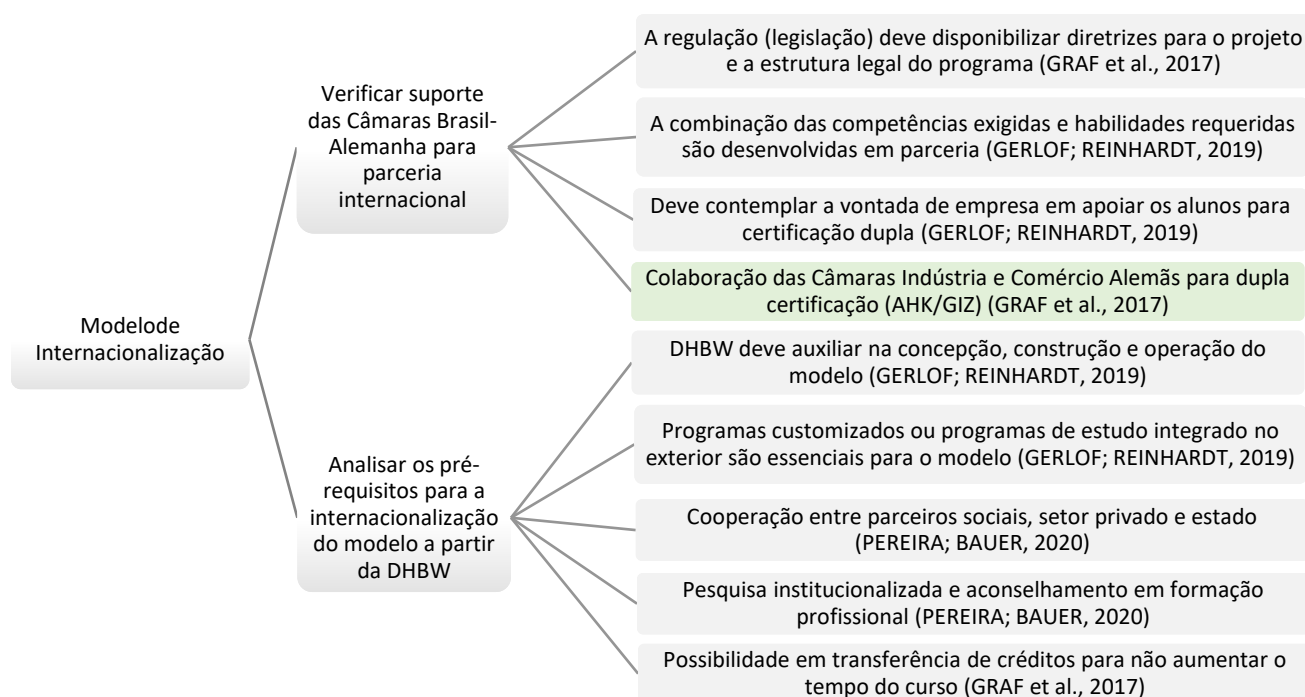 Modelode
Internacionalização
Verificar suporte
das Câmaras Brasil-
Alemanha para
parceria
internacional
A regulação (legislação) deve disponibilizar diretrizes para o projeto
e a estrutura legal do programa (GRAF et al., 2017)
A combinação das competências exigidas e habilidades requeridas
são desenvolvidas em parceria (GERLOF; REINHARDT, 2019)
Deve contemplar a vontada de empresa em apoiar os alunos para
certificação dupla (GERLOF; REINHARDT, 2019)
Colaboração das Câmaras Indústria e Comércio Alemãs para dupla
certificação (AHK/GIZ) (GRAF et al., 2017)
Analisar os pré-
requisitos para a
internacionalização
do modelo a partir
da DHBW
DHBW deve auxiliar na concepção, construção e operação do
modelo (GERLOF; REINHARDT, 2019)
Programas customizados ou programas de estudo integrado no
exterior são essenciais para o modelo (GERLOF; REINHARDT, 2019)
Cooperação entre parceiros sociais, setor privado e estado
(PEREIRA; BAUER, 2020)
Pesquisa institucionalizada e aconselhamento em formação
profissional (PEREIRA; BAUER, 2020)
Possibilidade em transferência de créditos para não aumentar o
tempo do curso (GRAF et al., 2017)